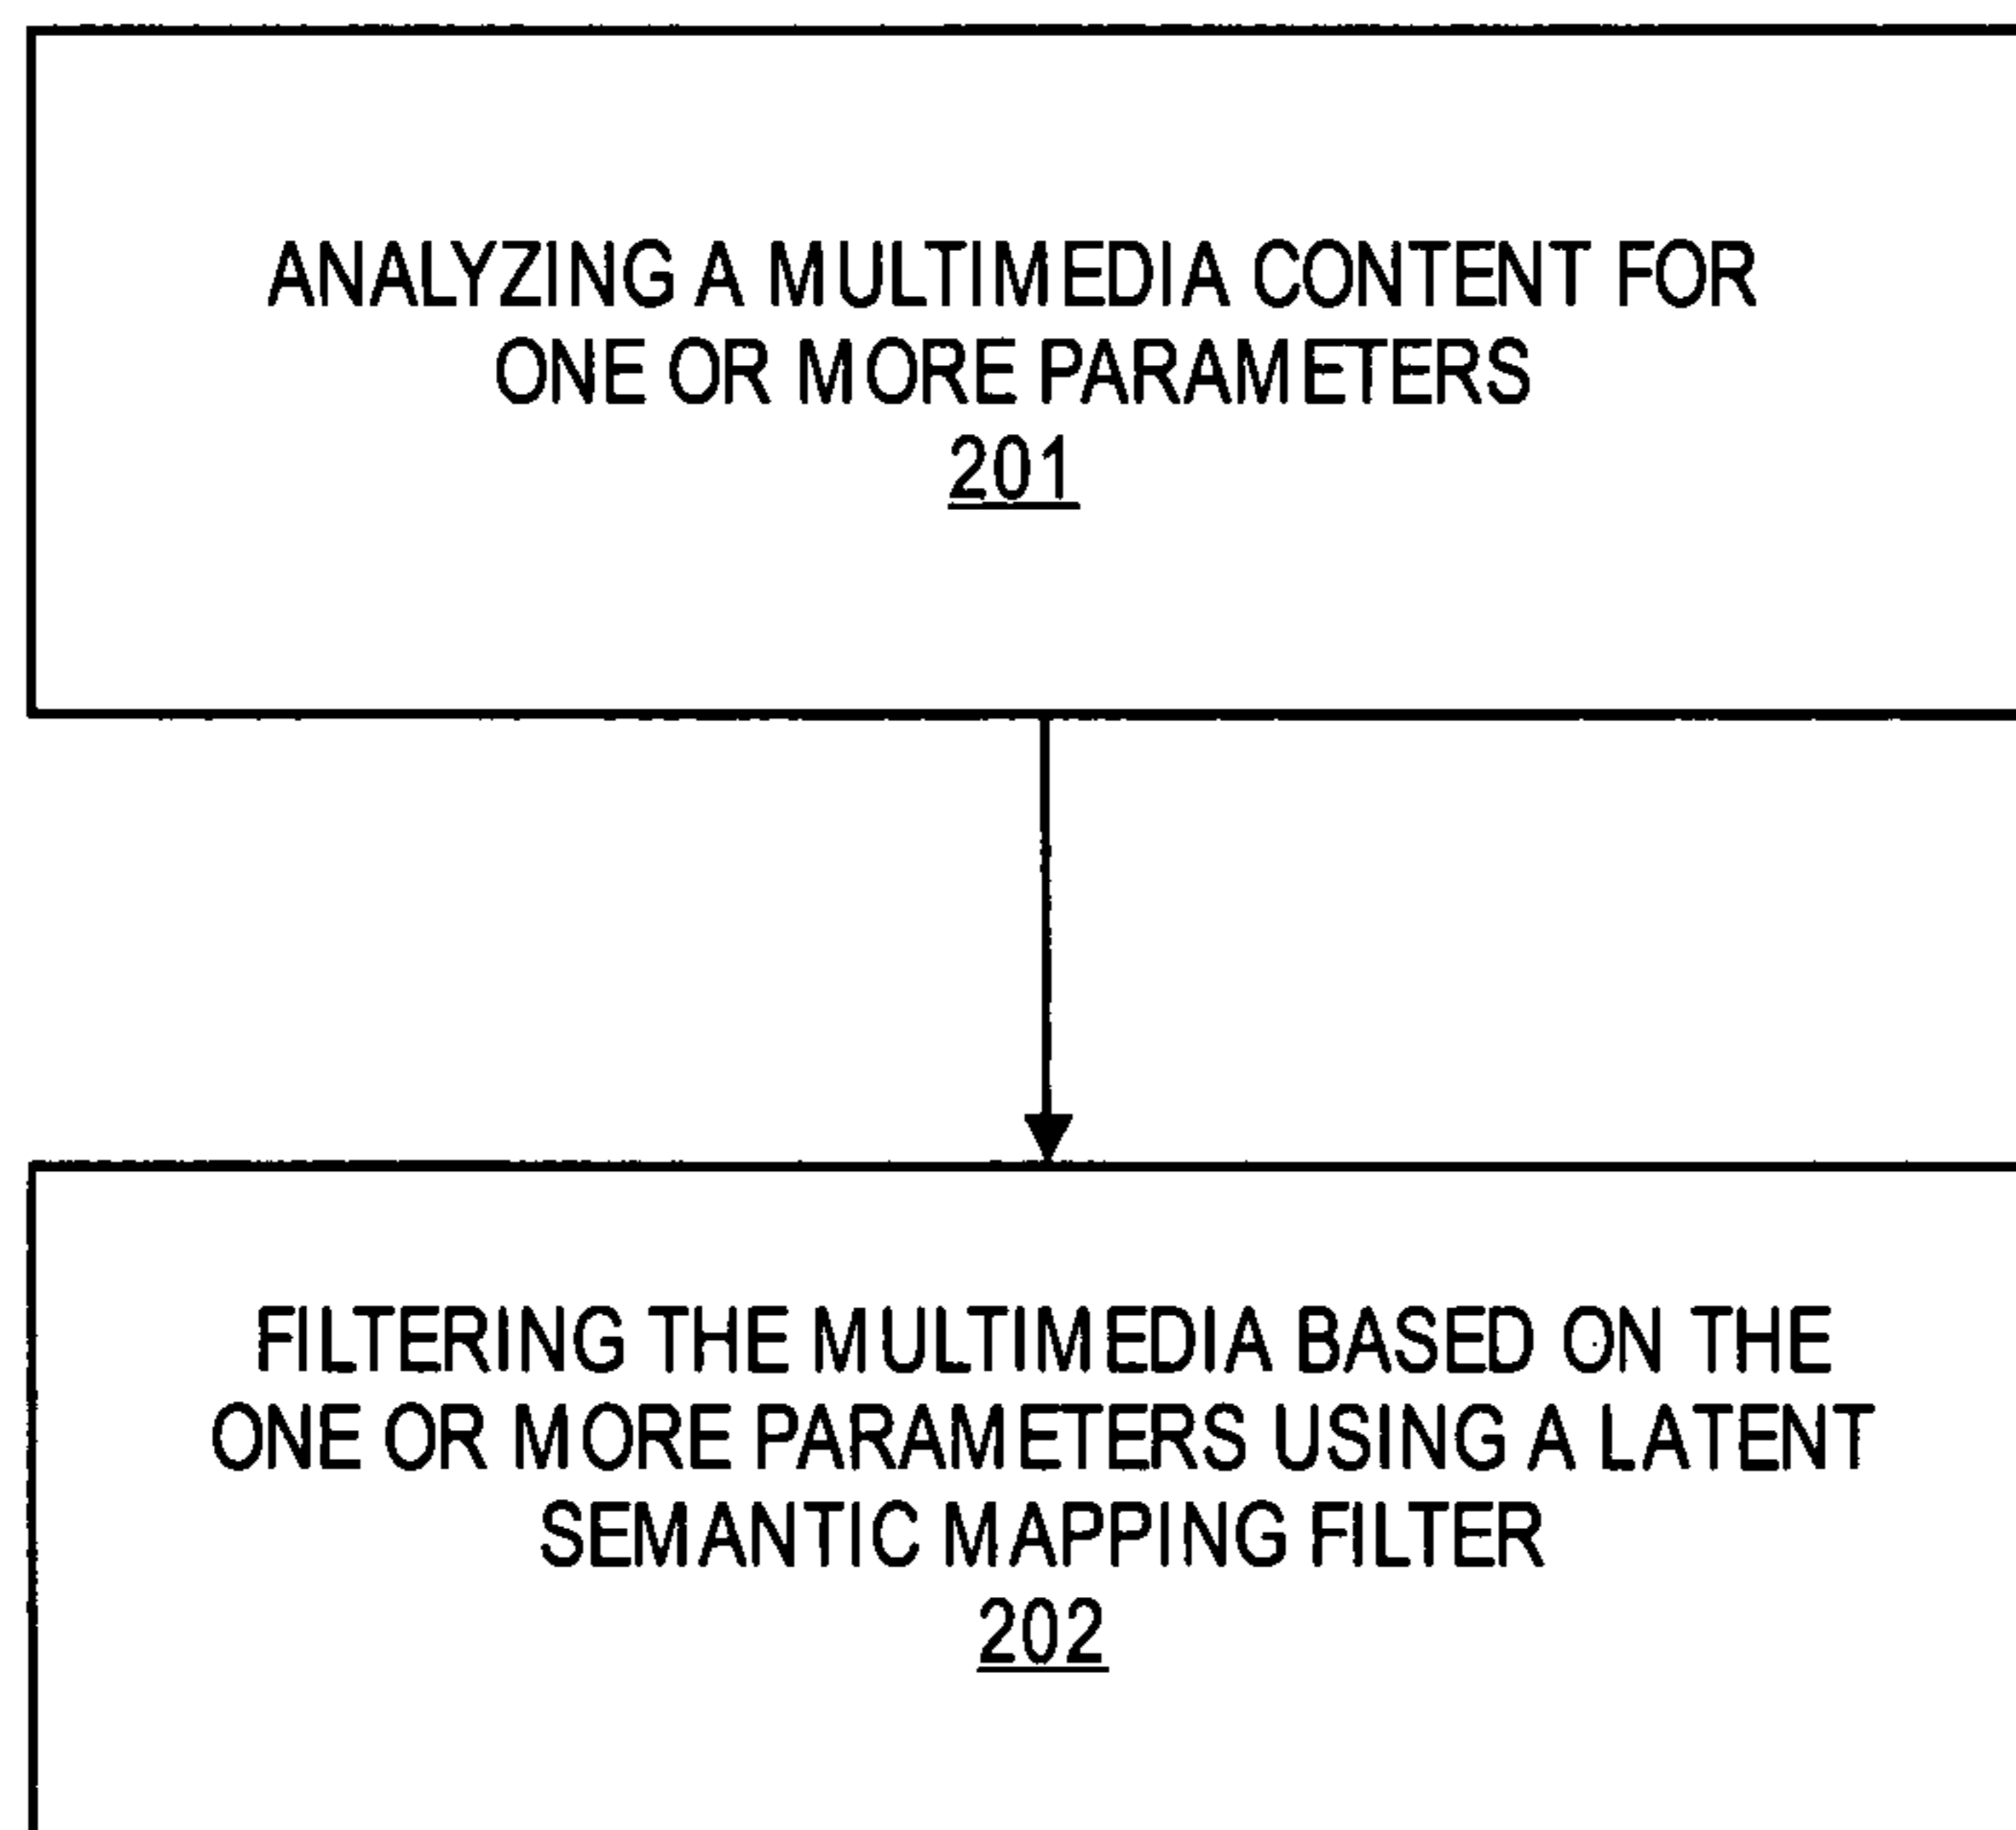 ANALYZING A MULTIMEDIA CONTENT FOR
ONE OR MORE PARAMETERS
201
FILTERING THE MULTIMEDIA BASED ON THE
ONE OR MORE PARAMETERS USING A LATENT
SEMANTIC MAPPING FILTER
202